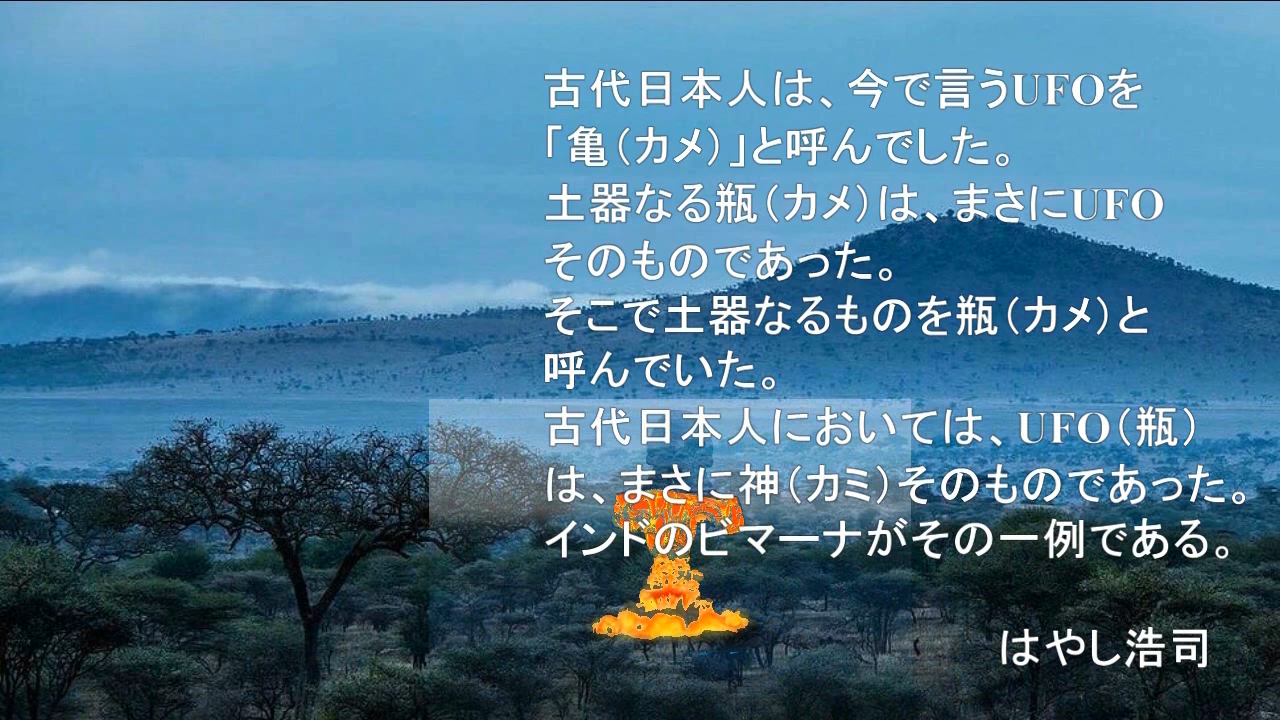 古代日本人は、今で言うUFOを
「亀（カメ）」と呼んでいました。
土器なる瓶（カメ）は、まさにUFO
そのものであった。
そこで土器なるものを瓶（カメ）と
呼んでいた。
古代日本人においては、UFO（瓶）
は、まさに神（カミ）そのものであった。
インドのビマーナがその一例である。
はやし浩司